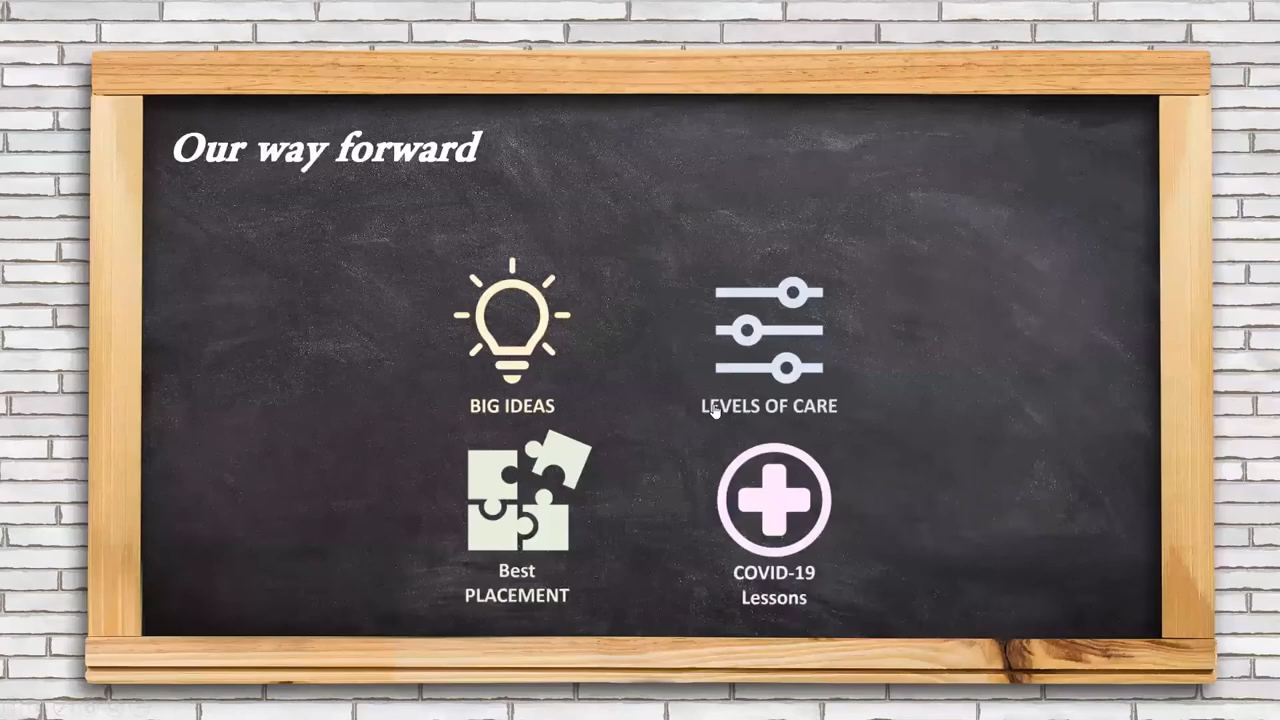 Our way forward
BIG IDEAS
LEVELS OF CARE
Best
PLACEMENT
COVID-19
Lessons